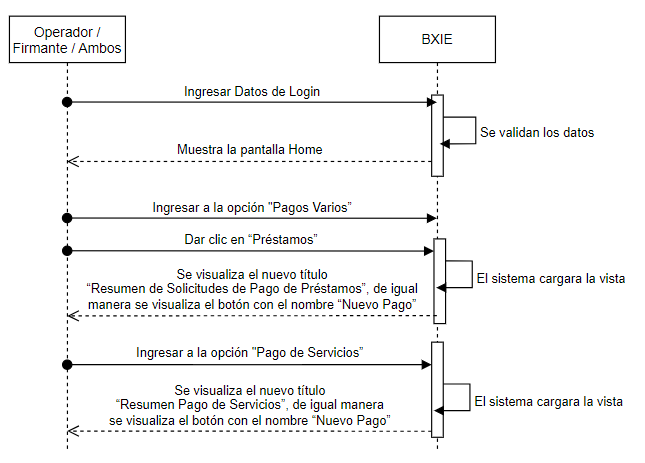 Operador /
Firmante / Ambos
BXIE
Ingresar Datos de Login
Se validan los datos
Muestra la pantalla Home
Ingresar a la opción "Pagos Varios”
Dar clic en “Préstamos”
Se visualiza el nuevo título
“Resumen de Solicitudes de Pago de Préstamos”, de igual
manera se visualiza el botón con el nombre “Nuevo Pago”
El sistema cargara la vista
Ingresar a la opción "Pago de Servicios”
Se visualiza el nuevo título
“Resumen Pago de Servicios”, de igual manera
se visualiza el botón con el nombre “Nuevo Pago”
El sistema cargara la vista